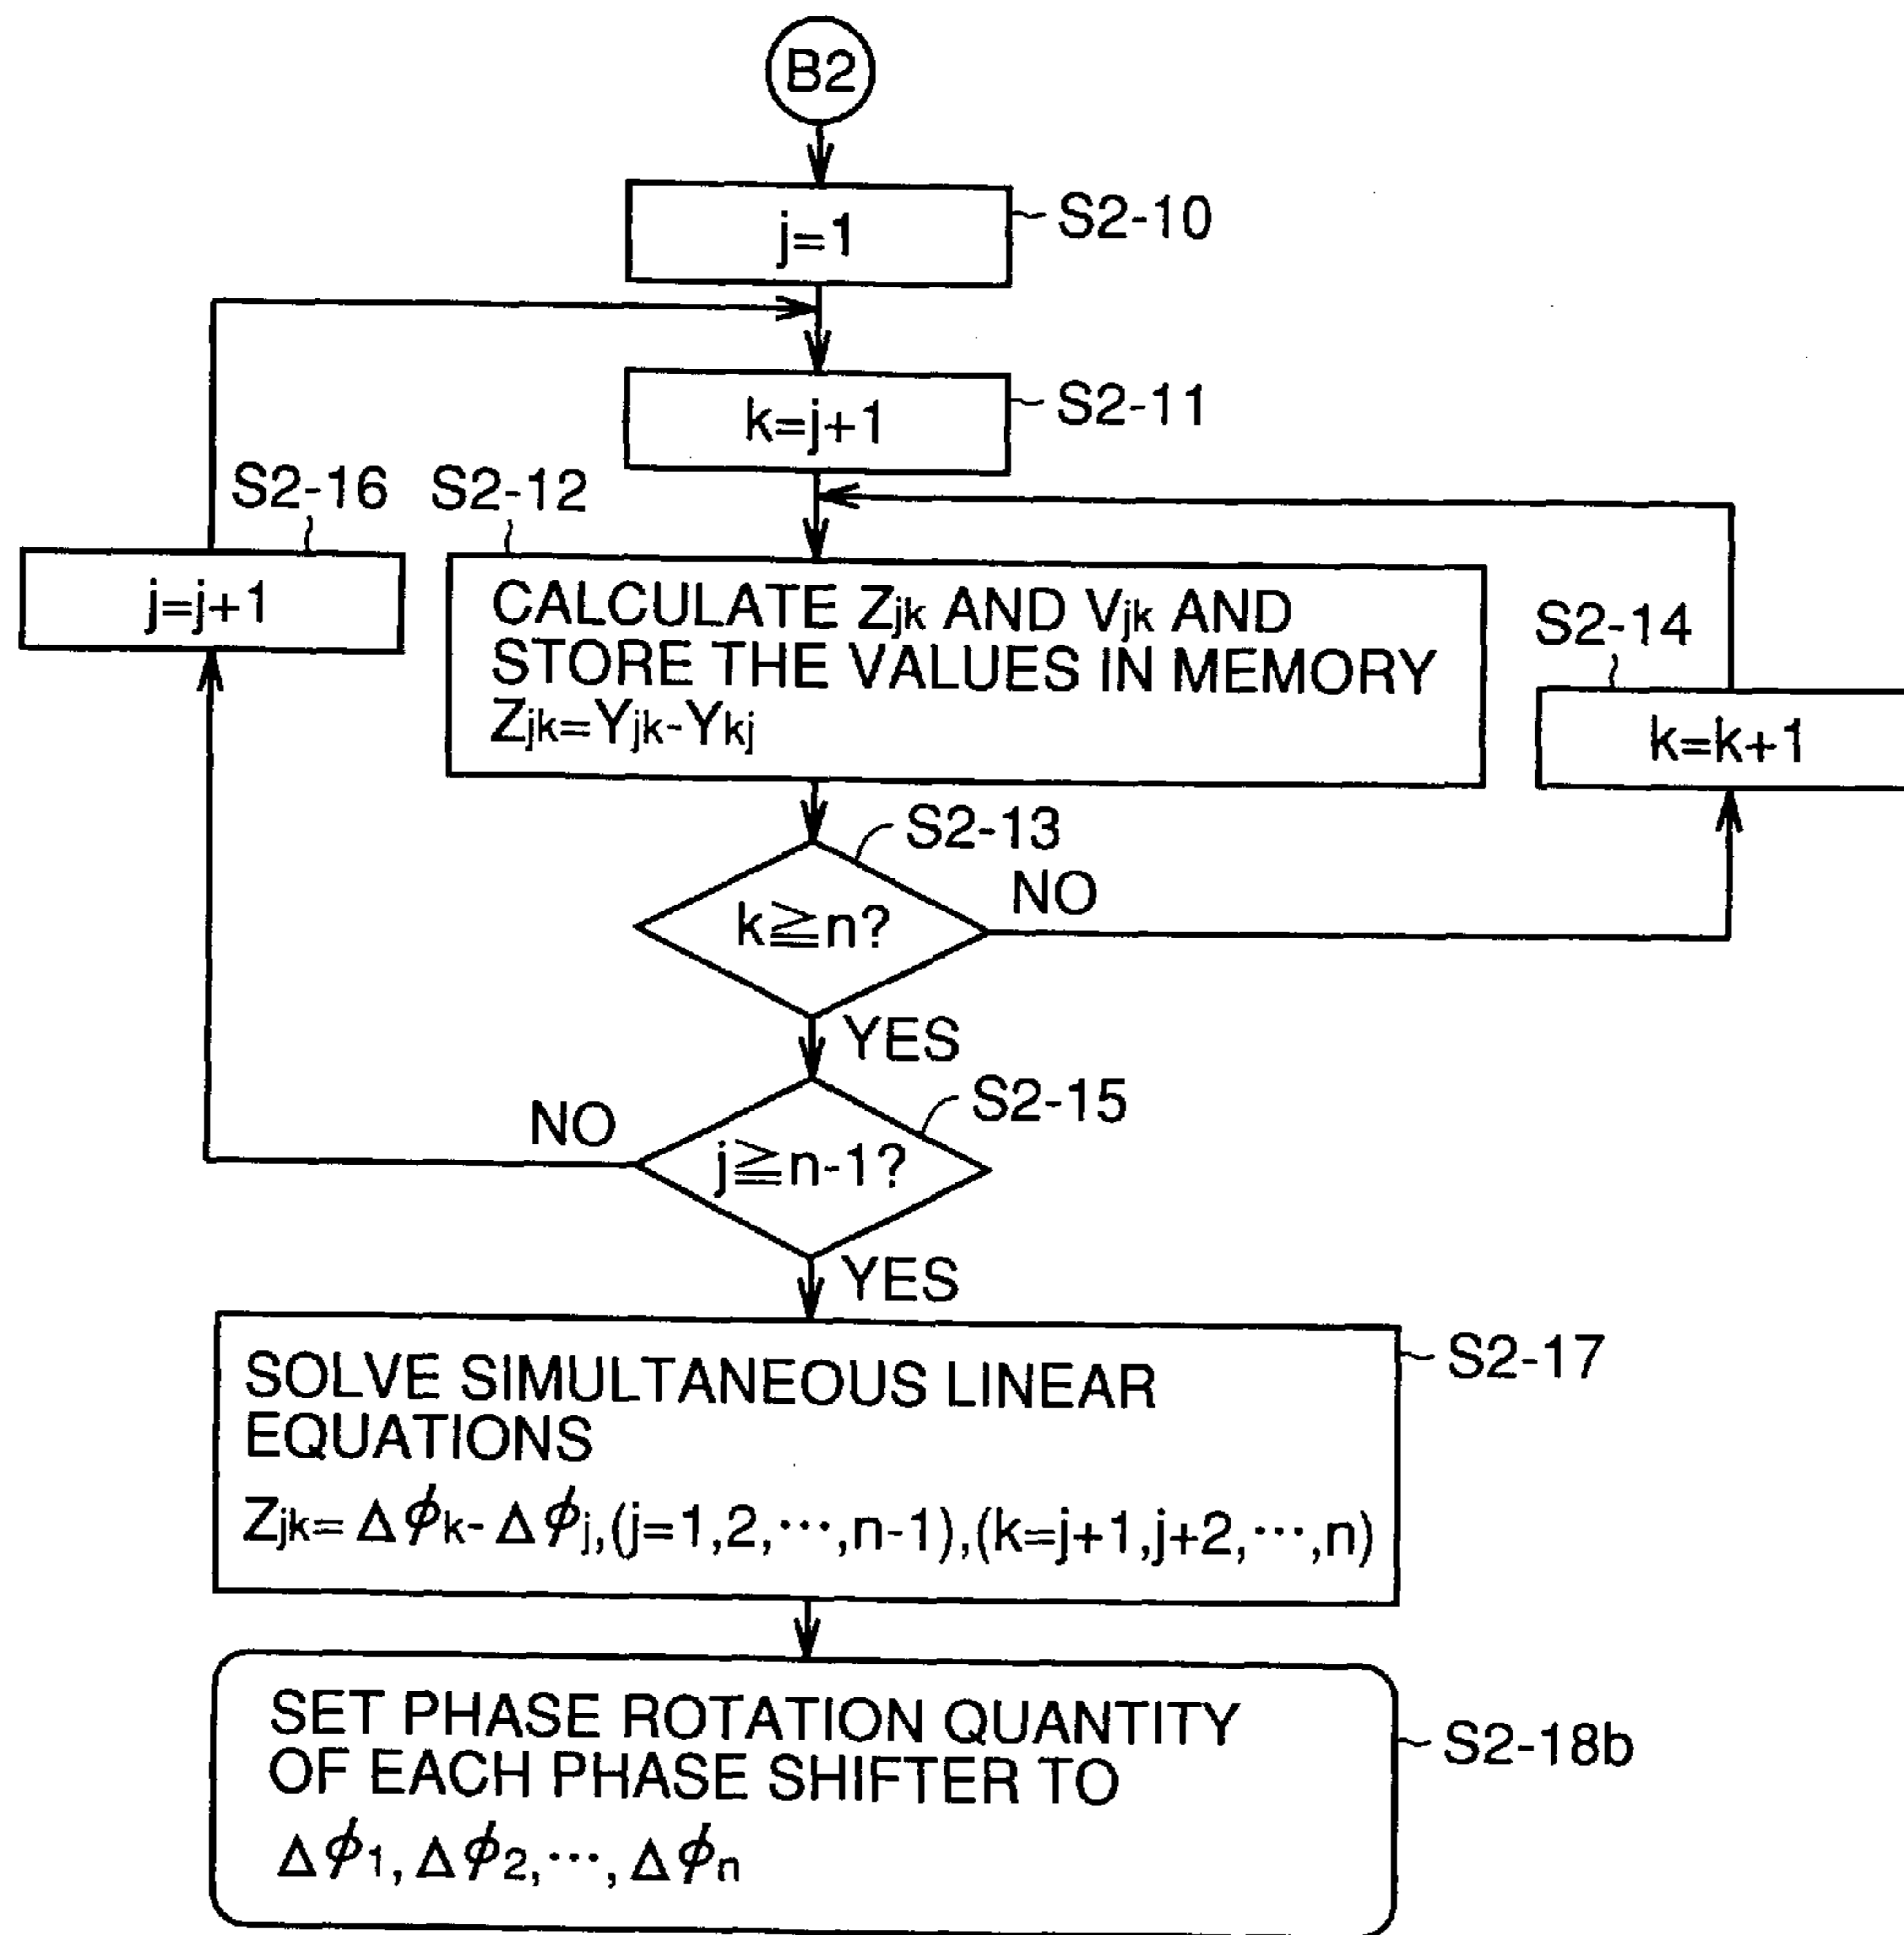 B2
j=1
S2-10
k=j+1
S2-11
S2-16
S2-12
j=j+1
CALCULATE Zjk AND Vjk AND
STORE THE VALUES IN MEMORY
Zjk=Yjk-Ykj
S2-14
k=k+1
S2-13
k≧n?
NO
YES
S2-15
NO
j≧n-1?
YES
S2-17
SOLVE SIMULTANEOUS LINEAR
EQUATIONS
Zjk=Δϕk-Δϕj,(j=1,2,⋯,n-1),(k=j+1,j+2,⋯,n)
SET PHASE ROTATION QUANTITY
OF EACH PHASE SHIFTER TO
Δϕ1,Δϕ2,⋯,Δϕn
S2-18b